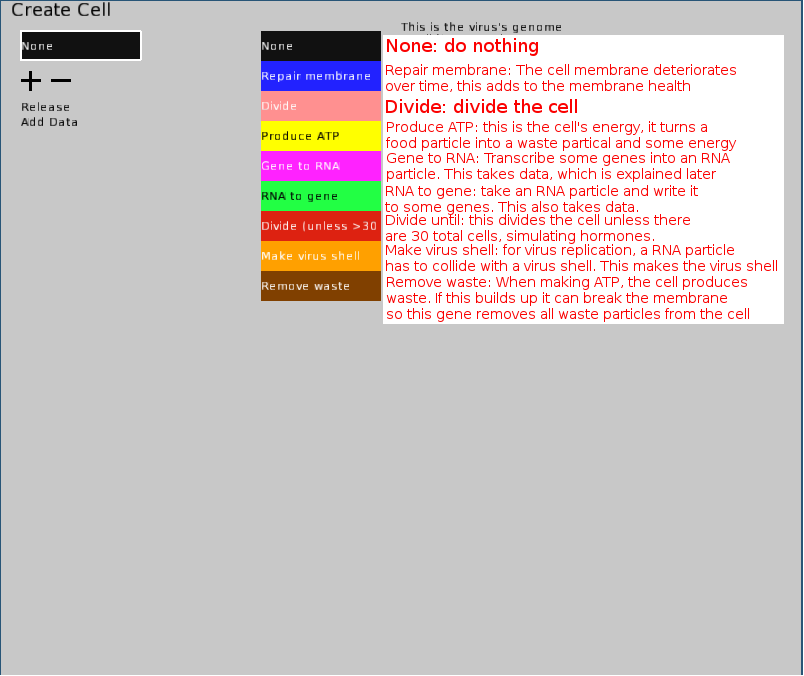 Create Cell
This is the virus's genome
None
None
None: do nothing
Repair membrane
Repair membrane: The cell membrane deteriorates
over time, this adds to the membrane health
Release
Add Data
Divide
Divide: divide the cell
Produce ATP
Produce ATP: this is the cell's energy, it turns a
food particle into a waste partical and some energy
Gene to RNA
Gene to RNA: Transcribe some genes into an RNA
particle. This takes data, which is explained later
RNA to gene
RNA to gene: take an RNA particle and write it
to some genes. This also takes data.
Divide (unless >30
Divide until: this divides the cell unless there
are 30 total cells, simulating hormones.
Make virus shell
Make virus shell: for virus replication, a RNA particle
has to collide with a virus shell. This makes the virus shell
Remove waste
Remove waste: When making ATP, the cell produces
waste. If this builds up it can break the membrane
so this gene removes all waste particles from the cell